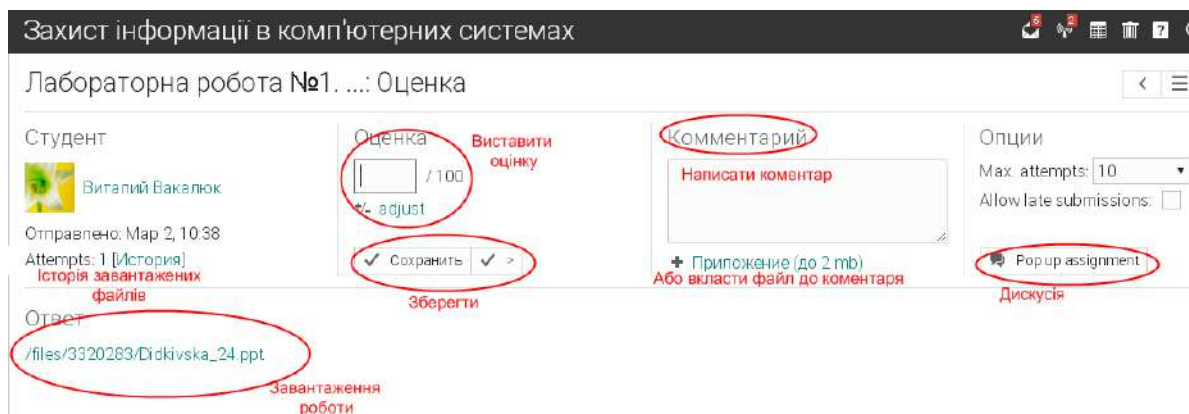 Захист інформації в комп'ютерних системах
6
2
?
Лабораторна робота №1. ...: Оценка
Студент
Виталий Вакалюк
Отправлено: Мар 2, 10:38
Attempts: 1 [История]
Історія завантажених
файлів
Оценка
Виставити
оцінку
/ 100
+/- adjust
Сохранить
>
Зберегти
Комментарий
Написати коментар
+ Приложение (до 2 mb)
Або вкласти файл до коментаря
Опции
Max. attempts: 10
Allow late submissions:
Pop up assignment
Дискусія
Ответ
/files/3320283/Didkivska_24.ppt
Завантаження
роботи